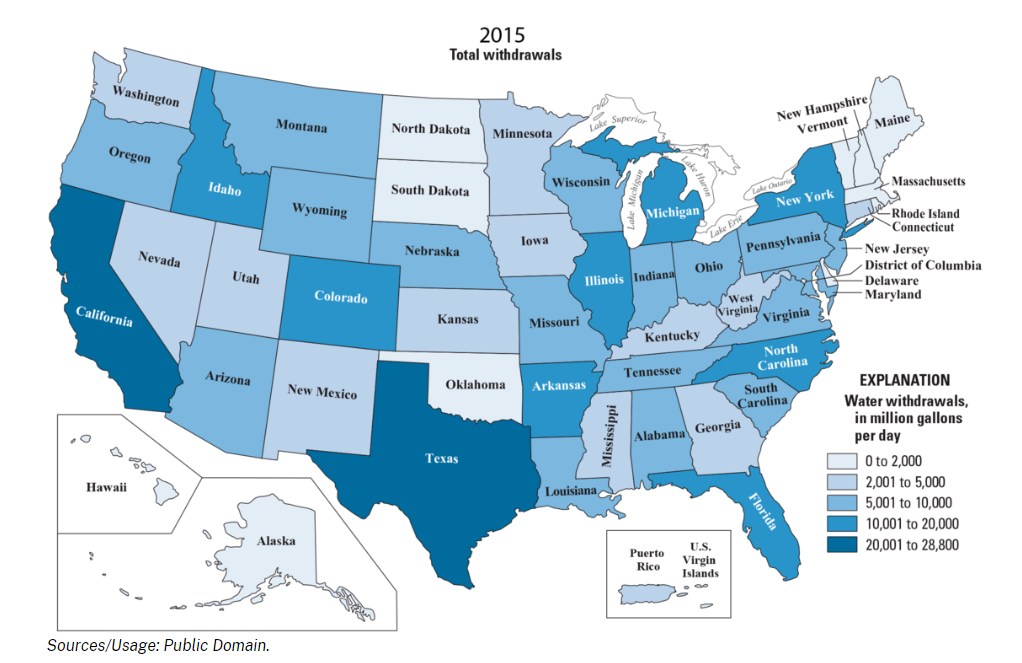 2015
Total withdrawals
Washington
Oregon
Montana
Idaho
Wyoming
North Dakota
South Dakota
Nebraska
Minnesota
Iowa
Wisconsin
Lake Superior
Lake Michigan
Lake Huron
Lake Erie
Lake Ontario
Michigan
New York
New Hampshire
Vermont
Maine
Massachusetts
Rhode Island
Connecticut
New Jersey
District of Columbia
Delaware
Maryland
Pennsylvania
Ohio
Indiana
Illinois
West
Virginia
Virginia
Kentucky
Tennessee
North
Carolina
South
Carolina
Georgia
Alabama
Mississippi
Florida
Louisiana
Arkansas
Missouri
Kansas
Oklahoma
Texas
Colorado
New Mexico
Utah
Arizona
Nevada
California
Hawaii
Alaska
Puerto
Rico
U.S.
Virgin
Islands
EXPLANATION
Water withdrawals,
in million gallons
per day
0 to 2,000
2,001 to 5,000
5,001 to 10,000
10,001 to 20,000
20,001 to 28,800
Sources/Usage: Public Domain.